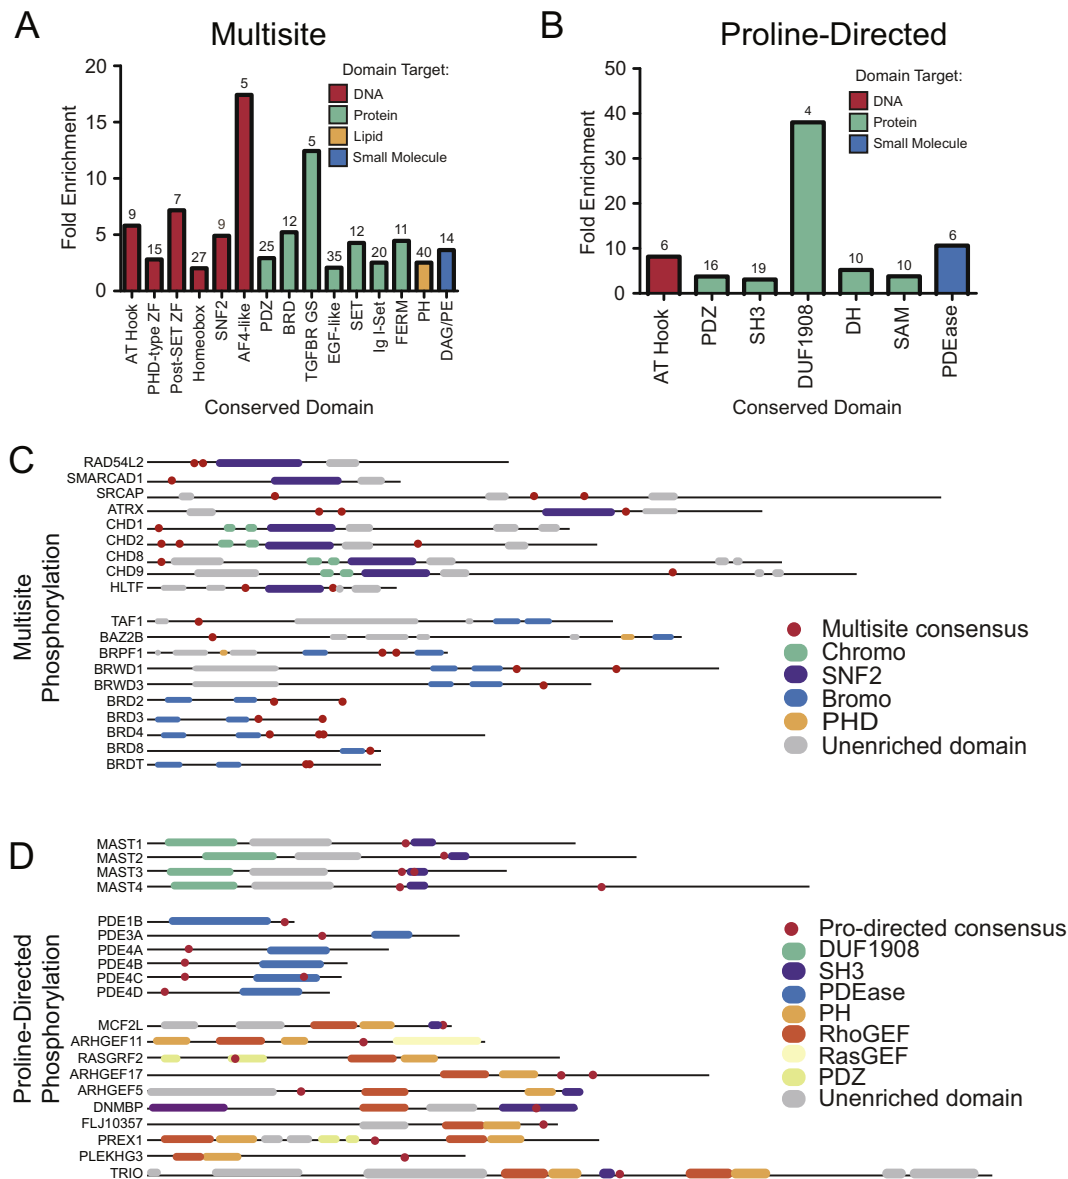 A
Multisite
Fold Enrichment
20
15
10
5
0
9
15
7
27
9
5
25
12
5
35
12
20
11
40
14
Domain Target:
DNA
Protein
Lipid
Small Molecule
AT Hook
PHD-type ZF
Post-SET ZF
Homeobox
SNF2
AF4-like
PDZ
BRD
TGFBR GS
EGF-like
SET
Ig I-Set
FERM
PH
DAG/PE
Conserved Domain
B
Proline-Directed
Fold Enrichment
50
40
30
20
10
0
6
16
19
4
10
10
6
Domain Target:
DNA
Protein
Small Molecule
AT Hook
PDZ
SH3
DUF1908
DH
SAM
PDEase
Conserved Domain
C
Multisite
Phosphorylation
RAD54L2
SMARCAD1
SRCAP
ATRX
CHD1
CHD2
CHD8
CHD9
HLTF
TAF1
BAZ2B
BRPF1
BRWD1
BRWD3
BRD2
BRD3
BRD4
BRD8
BRDT
Multisite consensus
Chromo
SNF2
Bromo
PHD
Unenriched domain
D
Proline-Directed
Phosphorylation
MAST1
MAST2
MAST3
MAST4
PDE1B
PDE3A
PDE4A
PDE4B
PDE4C
PDE4D
MCF2L
ARHGEF11
RASGRF2
ARHGEF17
ARHGEF5
DNMBP
FLJ10357
PREX1
PLEKHG3
TRIO
Pro-directed consensus
DUF1908
SH3
PDEase
PH
RhoGEF
RasGEF
PDZ
Unenriched domain